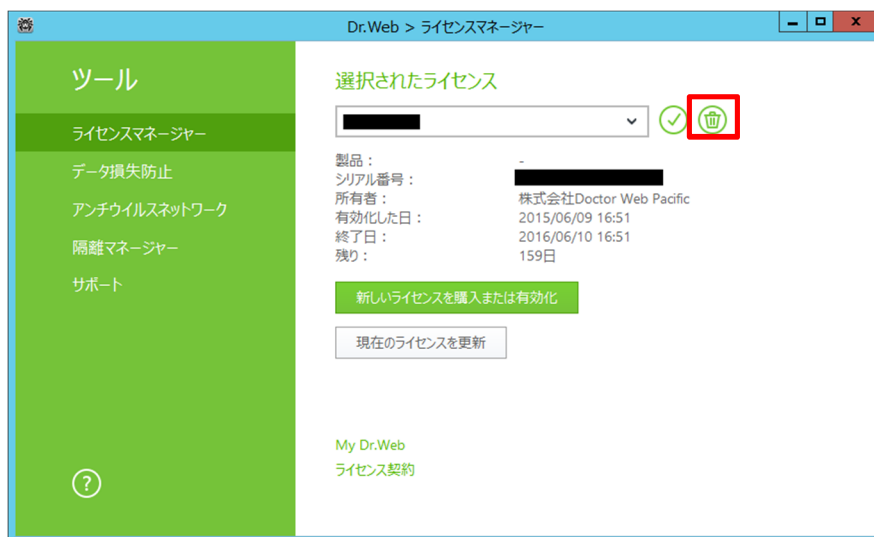 Dr.Web > ライセンスマネージャー
ツール
ライセンスマネージャー
データ損失防止
アンチウイルスネットワーク
隔離マネージャー
サポート
?
選択されたライセンス
製品： -
シリアル番号：
所有者： 株式会社Doctor Web Pacific
有効化した日： 2015/06/09 16:51
終了日： 2016/06/10 16:51
残り： 159日
新しいライセンスを購入または有効化
現在のライセンスを更新
My Dr.Web
ライセンス契約